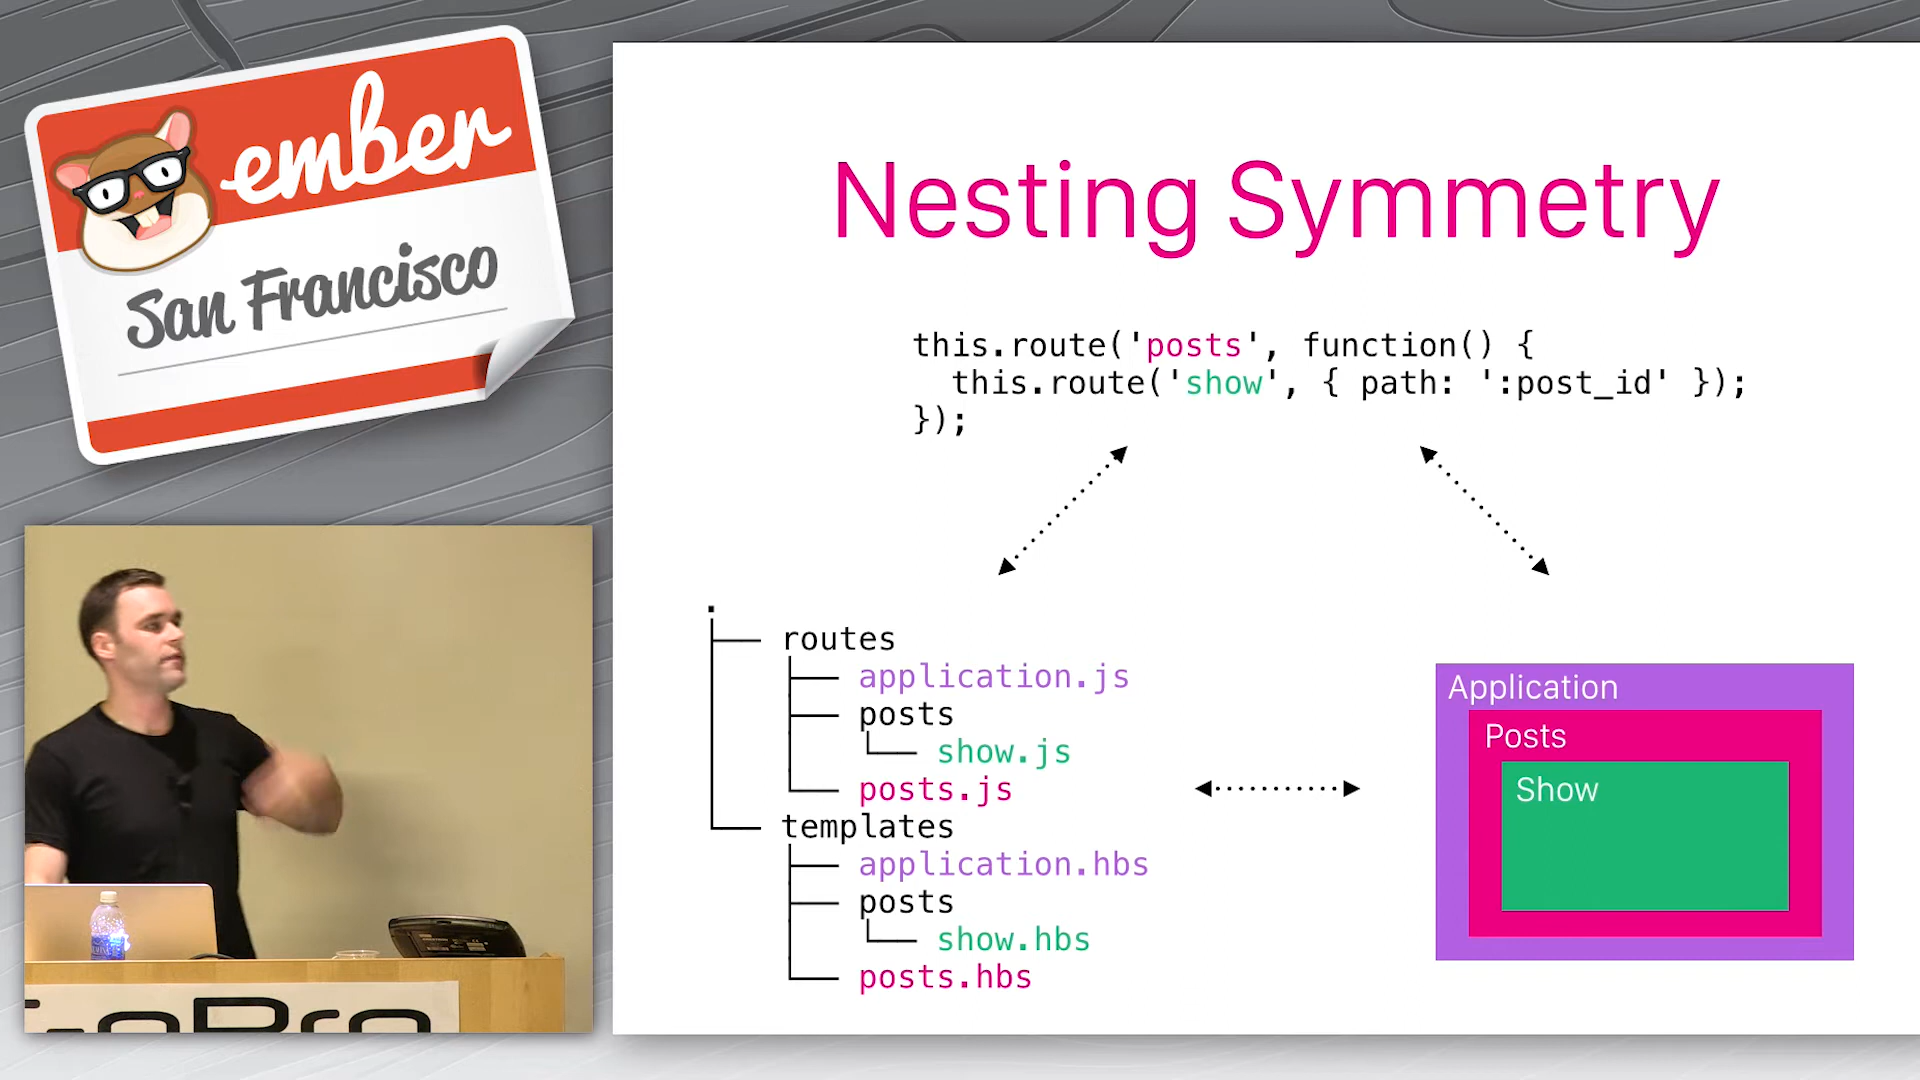 ember
San Francisco
Nesting Symmetry
this.route('posts', function() {
  this.route('show', { path: ':post_id' });
});
.
routes
application.js
posts
show.js
posts.js
templates
application.hbs
posts
show.hbs
posts.hbs
Application
Posts
Show
GoPro